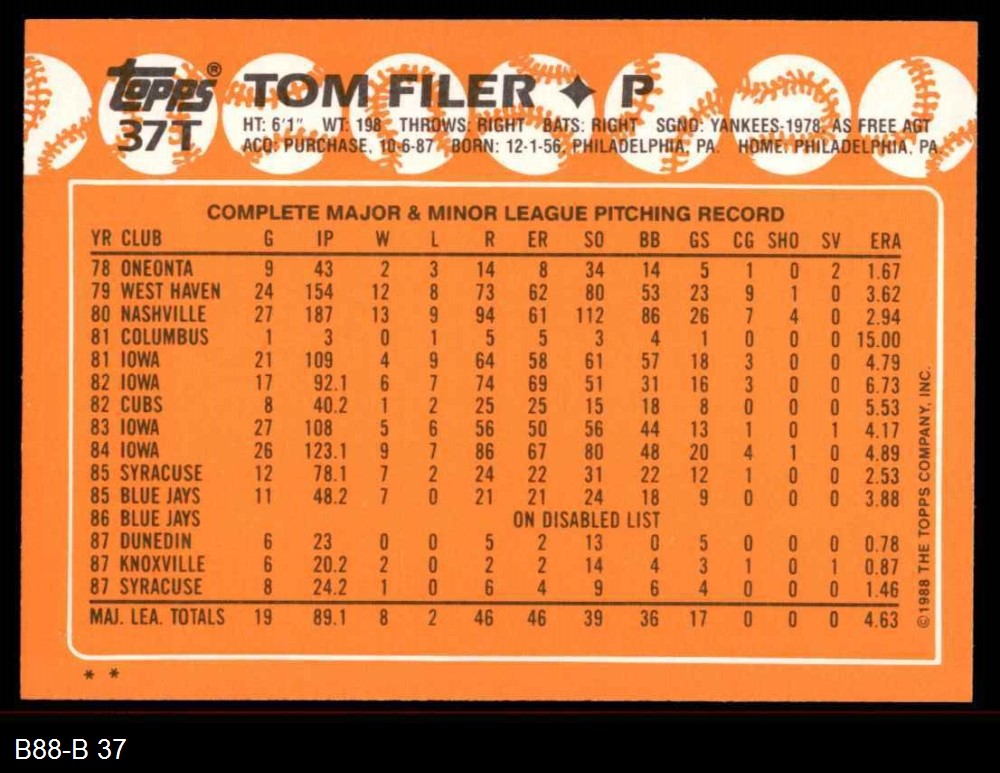 topps® TOM FILER ✦ P
37T HT: 6'1" WT: 198 THROWS: RIGHT BATS: RIGHT SGND: YANKEES-1978, AS FREE AGT
ACQ: PURCHASE, 10-6-87 BORN: 12-1-56, PHILADELPHIA, PA. HOME: PHILADELPHIA, PA.
COMPLETE MAJOR & MINOR LEAGUE PITCHING RECORD
YR CLUB G IP W L R ER SO BB GS CG SHO SV ERA
78 ONEONTA 9 43 2 3 14 8 34 14 5 1 0 2 1.67
79 WEST HAVEN 24 154 12 8 73 62 80 53 23 9 1 0 3.62
80 NASHVILLE 27 187 13 9 94 61 112 86 26 7 4 0 2.94
81 COLUMBUS 1 3 0 1 5 5 3 4 1 0 0 0 15.00
81 IOWA 21 109 4 9 64 58 61 57 18 3 0 0 4.79
82 IOWA 17 92.1 6 7 74 69 51 31 16 3 0 0 6.73
82 CUBS 8 40.2 1 2 25 25 15 18 8 0 0 0 5.53
83 IOWA 27 108 5 6 56 50 56 44 13 1 0 1 4.17
84 IOWA 26 123.1 9 7 86 67 80 48 20 4 1 0 4.89
85 SYRACUSE 12 78.1 7 2 24 22 31 22 12 1 0 0 2.53
85 BLUE JAYS 11 48.2 7 0 21 21 24 18 9 0 0 0 3.88
86 BLUE JAYS ON DISABLED LIST
87 DUNEDIN 6 23 0 0 5 2 13 0 5 0 0 0 0.78
87 KNOXVILLE 6 20.2 2 0 2 2 14 4 3 1 0 1 0.87
87 SYRACUSE 8 24.2 1 0 6 4 9 6 4 0 0 0 1.46
MAJ. LEA. TOTALS 19 89.1 8 2 46 46 39 36 17 0 0 0 4.63
©1988 THE TOPPS COMPANY, INC.
* *
B88-B 37